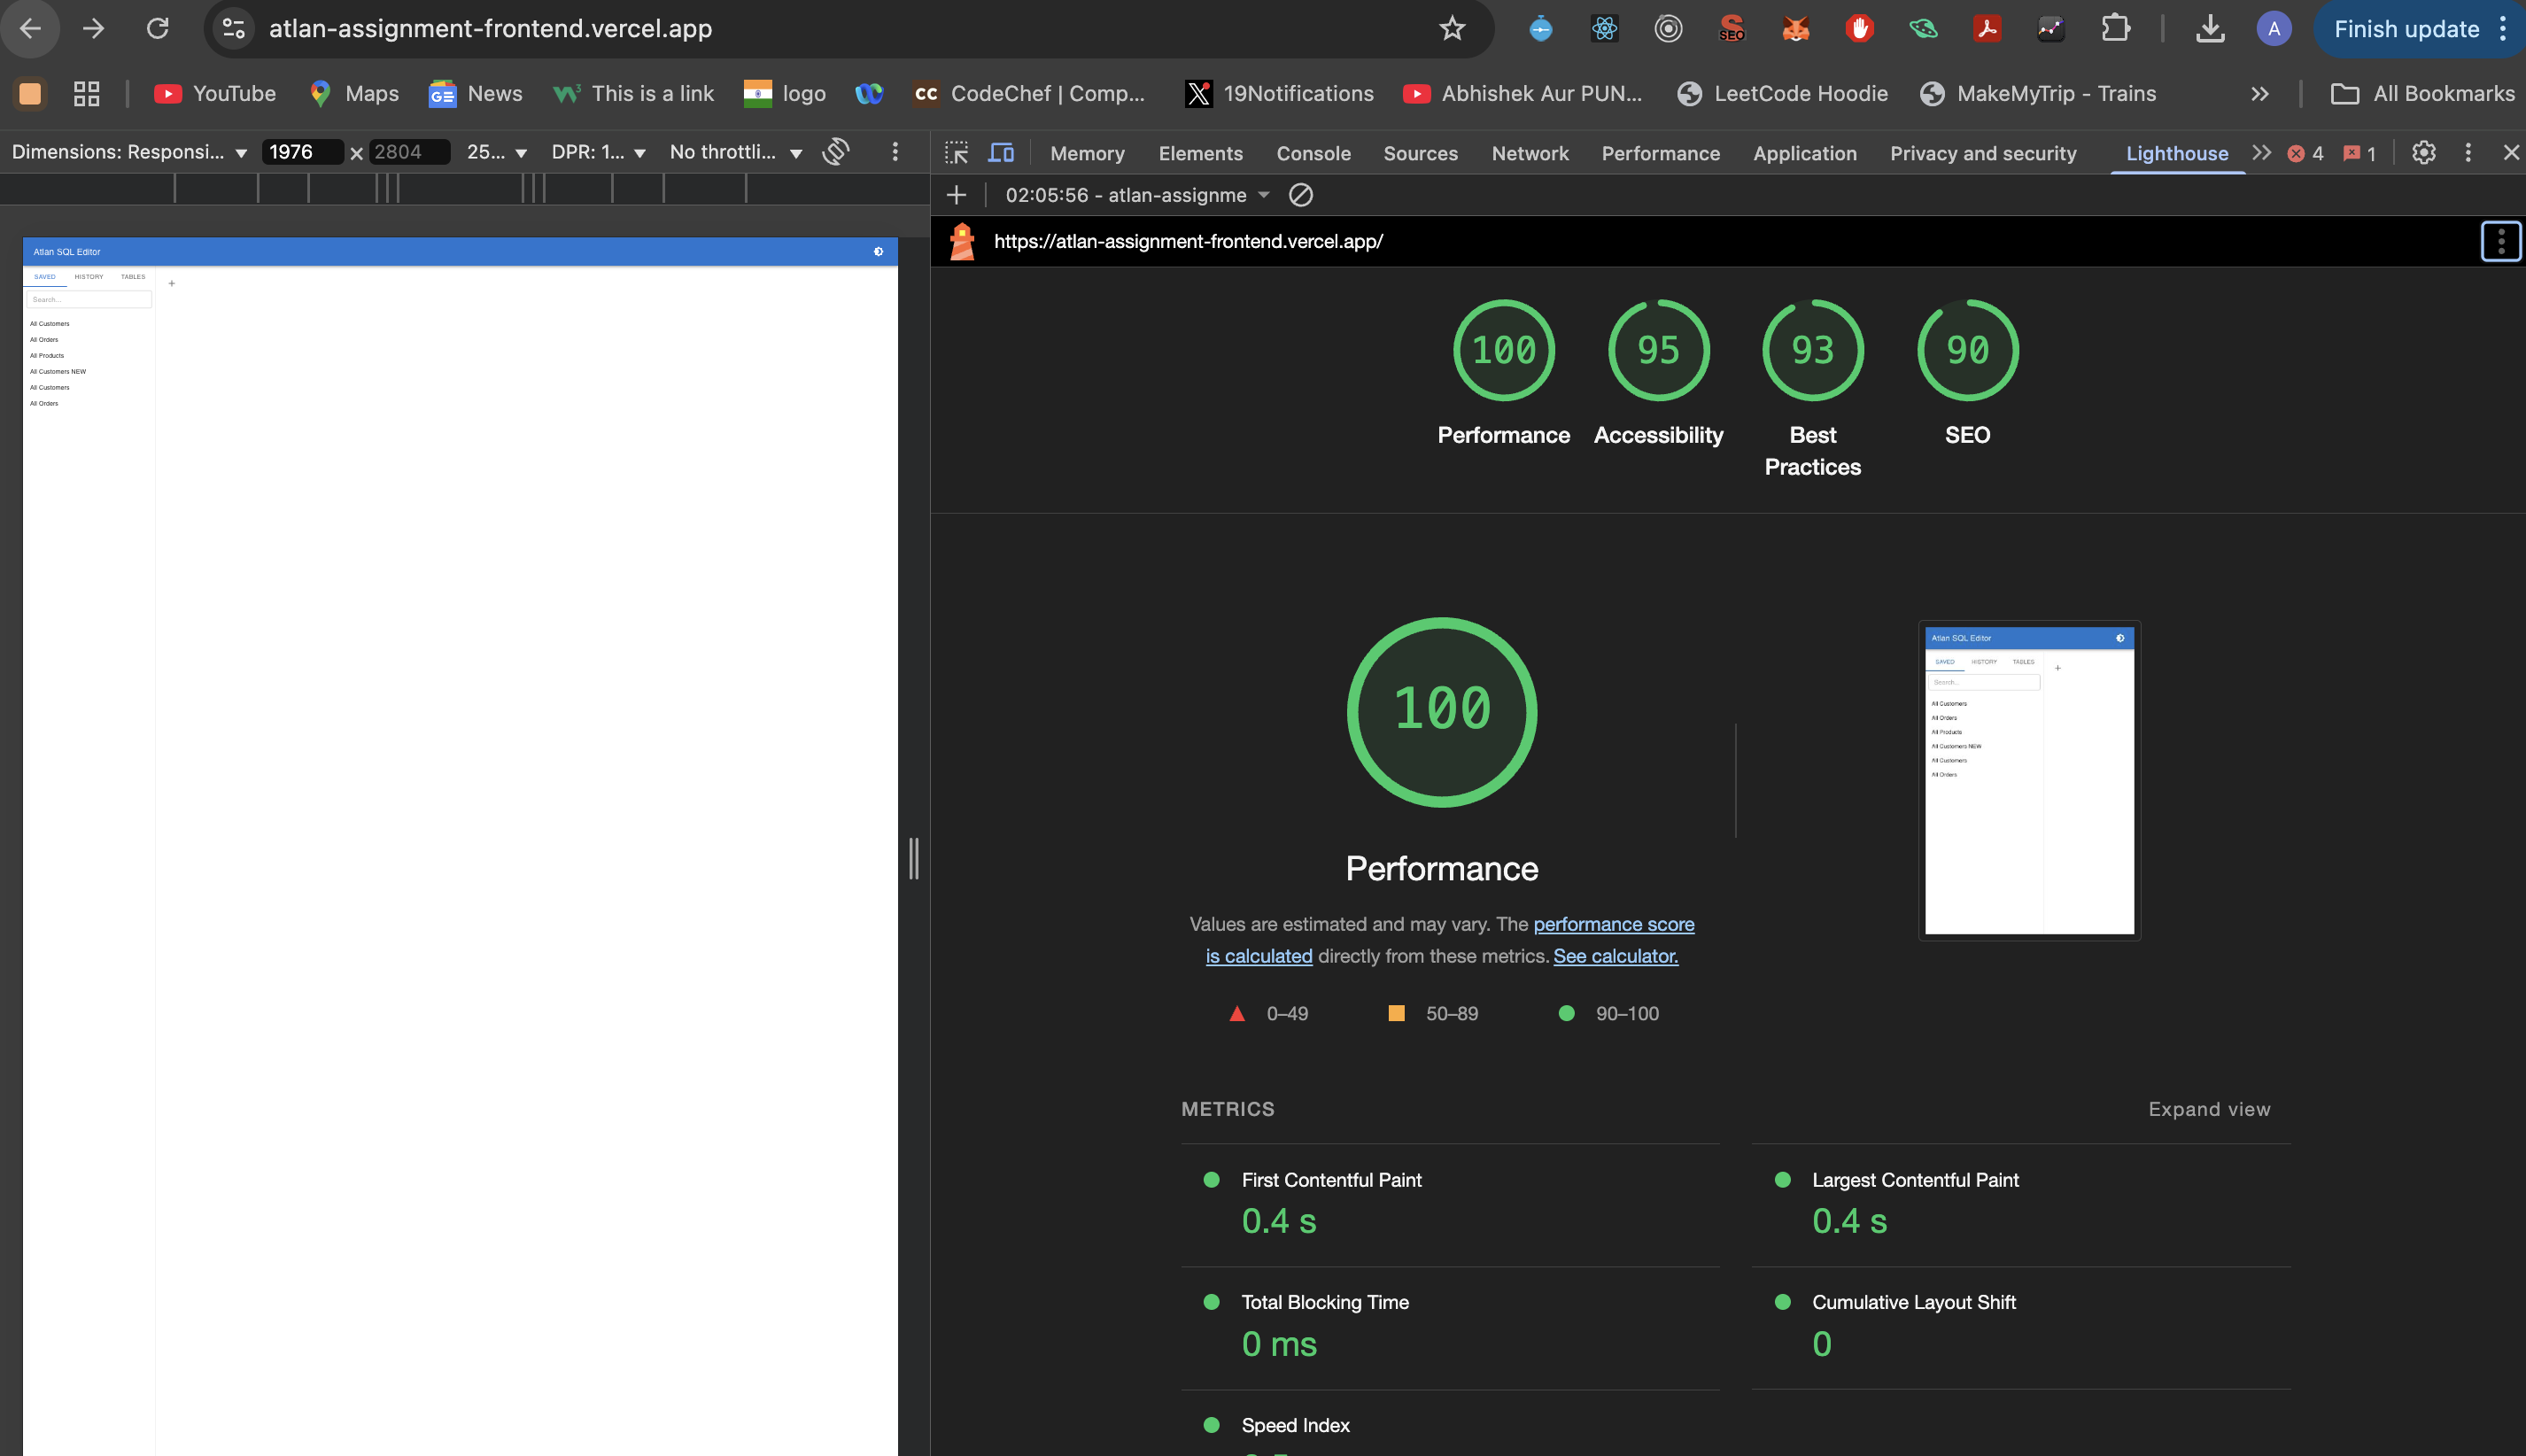 atlan-assignment-frontend.vercel.app
SEO
A
Finish update
YouTube
Maps
GE
News
This is a link
logo
CC
CodeChef | Comp...
19Notifications
Abhishek Aur PUN...
LeetCode Hoodie
MakeMyTrip - Trains
All Bookmarks
Dimensions: Responsi...
1976
×
2804
25...
DPR: 1...
No throttli...
Memory
Elements
Console
Sources
Network
Performance
Application
Privacy and security
Lighthouse
4
1
02:05:56 - atlan-assignme
https://atlan-assignment-frontend.vercel.app/
Atlan SQL Editor
SAVED
HISTORY
TABLES
+
Search...
All Customers
All Orders
All Products
All Customers NEW
All Customers
All Orders
100
95
93
90
Performance
Accessibility
Best
Practices
SEO
100
Performance
Values are estimated and may vary. The performance score
is calculated directly from these metrics. See calculator.
0–49
50–89
90–100
Atlan SQL Editor
SAVED
HISTORY
TABLES
+
Search...
All Customers
All Orders
All Products
All Customers NEW
All Customers
All Orders
METRICS
Expand view
First Contentful Paint
0.4 s
Largest Contentful Paint
0.4 s
Total Blocking Time
0 ms
Cumulative Layout Shift
0
Speed Index